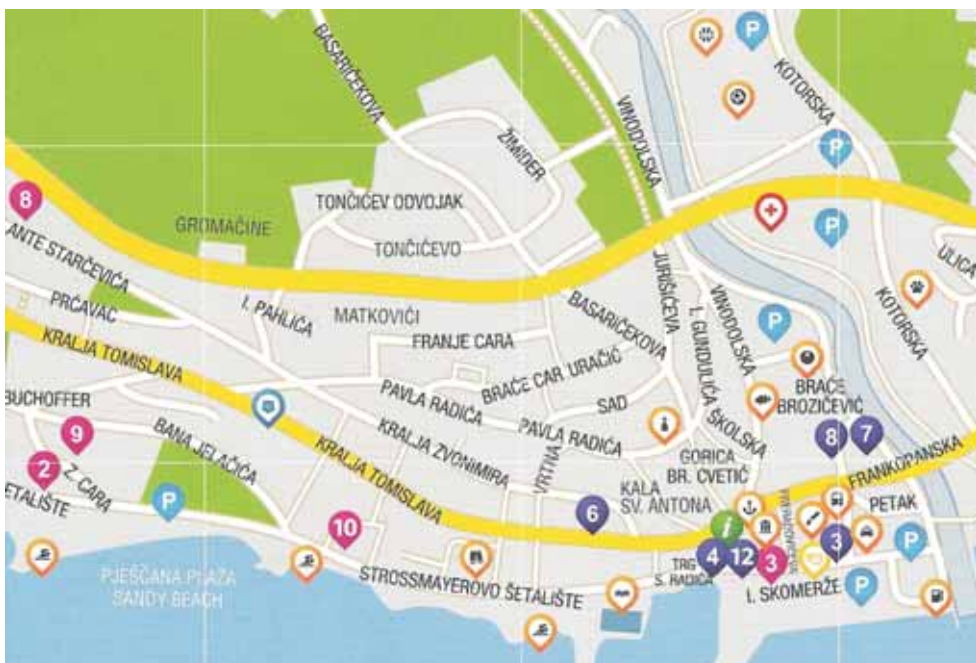 BASARIČEKOVA
ŽIMIDER
VINODOLSKA
KOTORSKA
P
P
P
8
GROMAČINE
TONČIĆEV ODVOJAK
TONČIĆEVO
ANTE STARČEVIĆA
PRČAVAC
I. PAHLIĆA
MATKOVIĆI
FRANJE CARA
BASARIČEKOVA
JURIŠIĆEVA
I. GUNDULIĆA
VINODOLSKA
KOTORSKA
ULICA
P
KRALJA TOMISLAVA
BRAĆE CAR
URAČIĆ
PAVLA RADIĆA
SAD
PAVLA RADIĆA
ŠKOLSKA
BRAĆE
BROZIČEVIĆ
BUCHOFFER
BANA JELAČIĆA
KRALJA ZVONIMIRA
KRALJA TOMISLAVA
VRTNA
GORICA
BR. CVETIĆ
KALA
SV. ANTONA
FRANKOPANSKA
PETAK
8
7
9
2
Z. CARA
ŠETALIŠTE
P
10
6
i
4
12
3
3
P
TRG
S. RADIĆA
I. SKOMERŽE
P
STROSSMAYEROVO ŠETALIŠTE
PJEŠČANA PLAŽA
SANDY BEACH